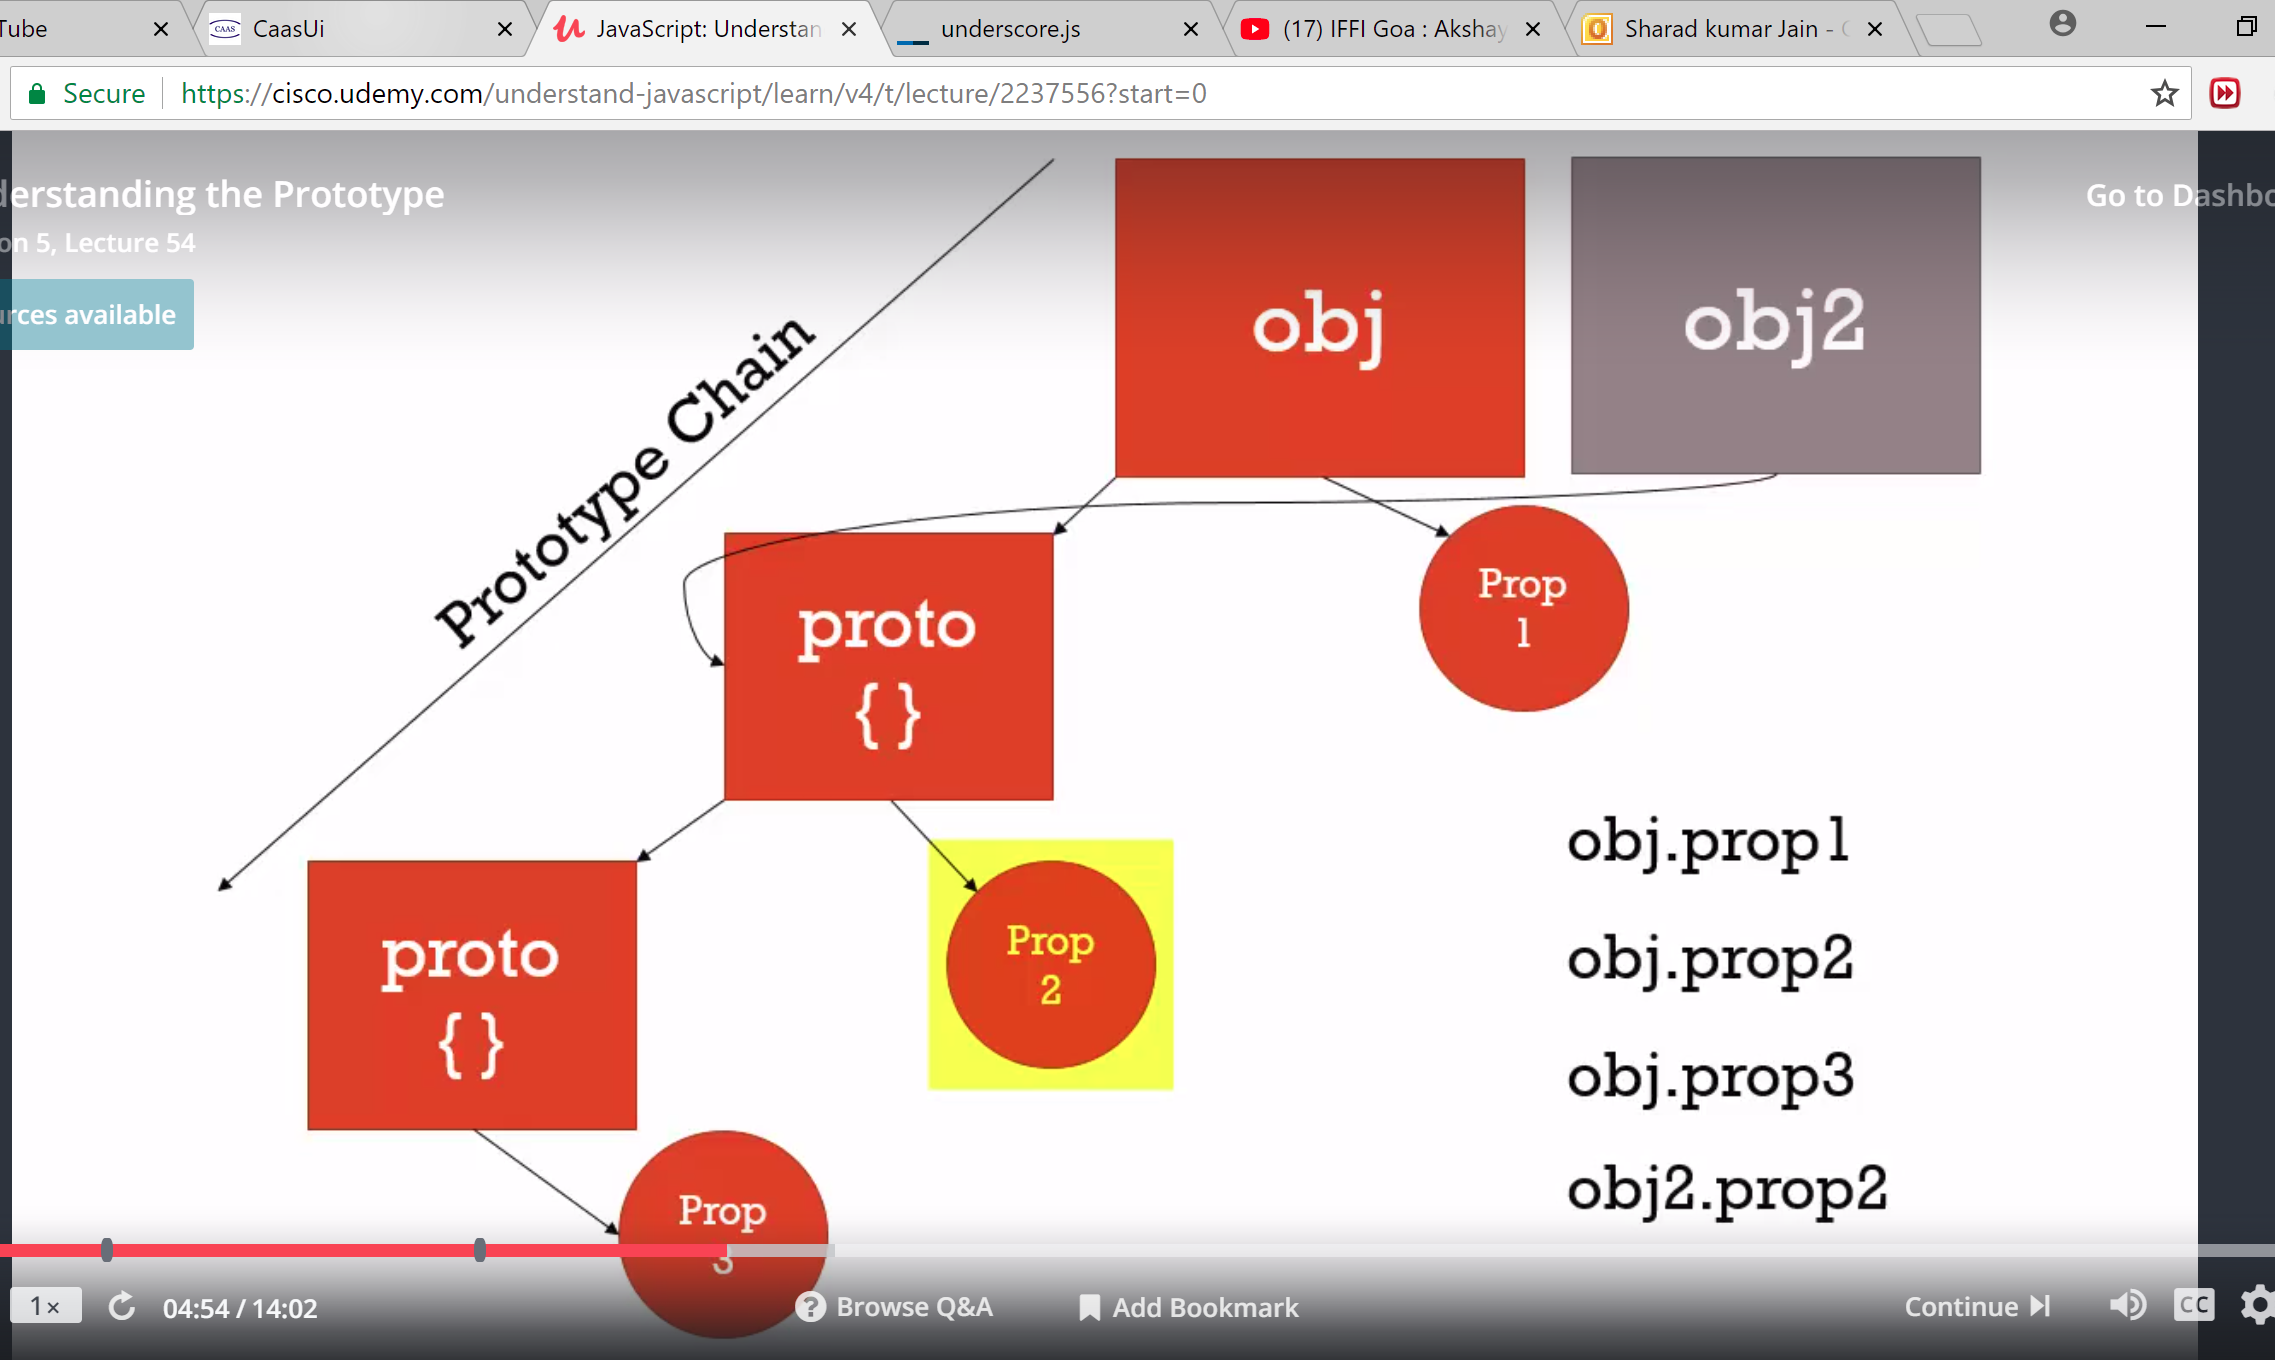 Tube
CAAS
CaasUi
JavaScript: Understan
underscore.js
(17) IFFI Goa : Akshay
Sharad kumar Jain -
Secure
https://cisco.udemy.com/understand-javascript/learn/v4/t/lecture/2237556?start=0
derstanding the Prototype
on 5, Lecture 54
urces available
Go to Dashbo
Prototype Chain
obj
obj2
proto
{ }
Prop
1
proto
{ }
Prop
2
Prop
3
obj.prop1
obj.prop2
obj.prop3
obj2.prop2
1×
04:54 / 14:02
? Browse Q&A
Add Bookmark
Continue
CC